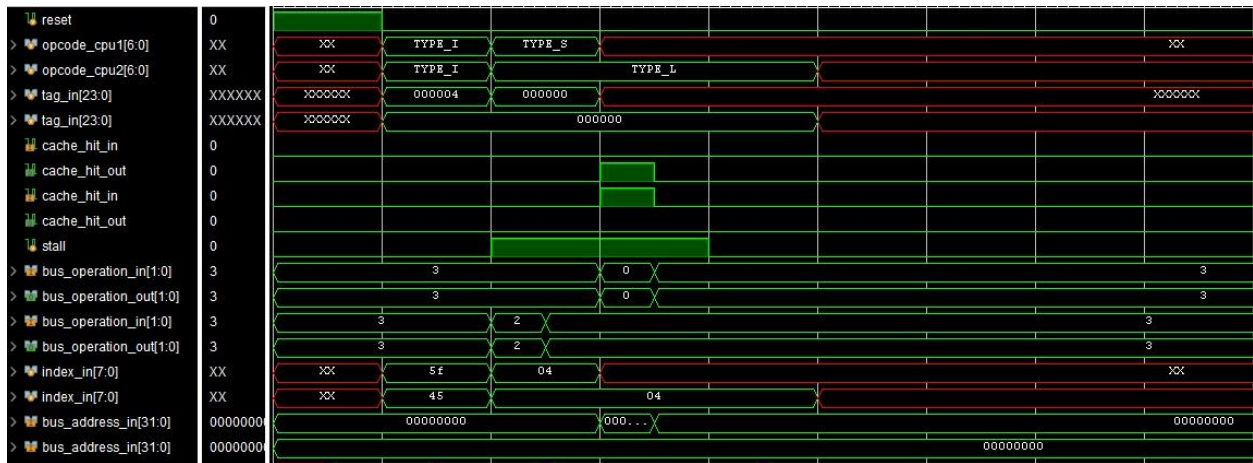 reset 0
opcode_cpu1[6:0] XX XX TYPE_I TYPE_S XX
opcode_cpu2[6:0] XX XX TYPE_I TYPE_L
tag_in[23:0] XXXXXX XXXXXX 000004 000000 XXXXXX
tag_in[23:0] XXXXXX XXXXXX 000000
cache_hit_in 0
cache_hit_out 0
cache_hit_in 0
cache_hit_out 0
stall 0
bus_operation_in[1:0] 3 3 0 3
bus_operation_out[1:0] 3 3 0 3
bus_operation_in[1:0] 3 3 2 3
bus_operation_out[1:0] 3 3 2 3
index_in[7:0] XX XX 5f 04 XX
index_in[7:0] XX XX 45 04
bus_address_in[31:0] 00000000 00000000 000... 00000000
bus_address_in[31:0] 00000000 00000000